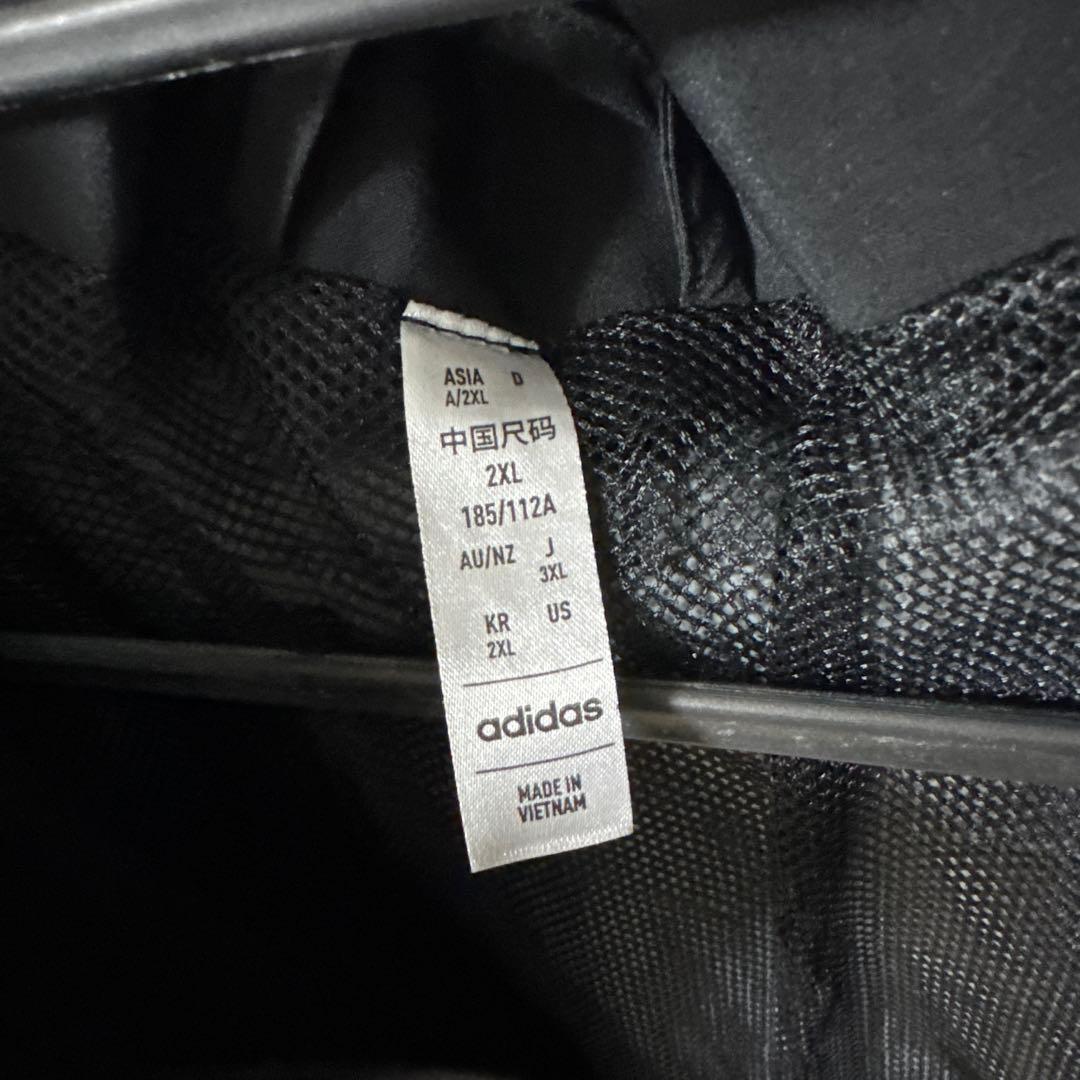 ASIA D
A/2XL
中国尺码
2XL
185/112A
AU/NZ J
3XL
KR US
2XL
adidas
MADE IN
VIETNAM